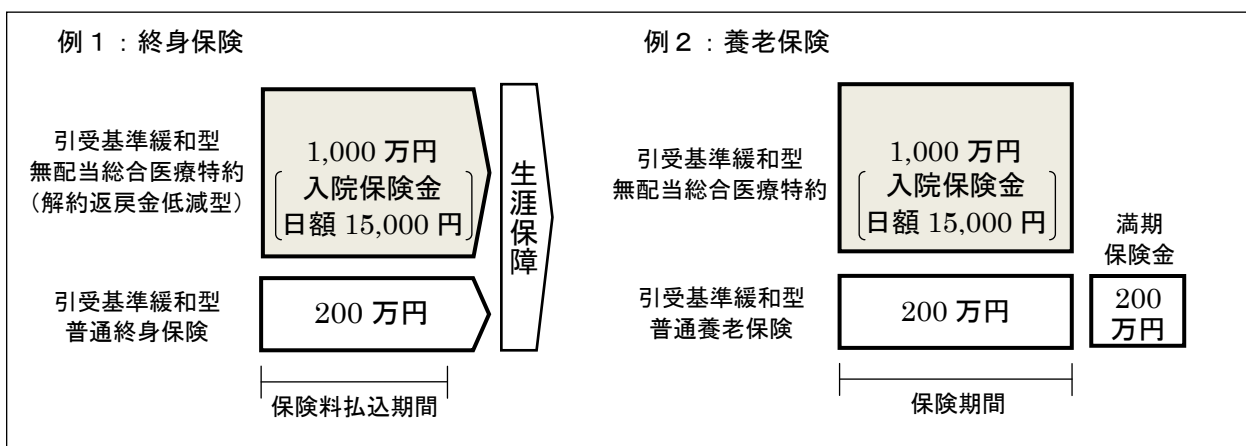 例１：終身保険
引受基準緩和型
無配当総合医療特約
（解約返戻金低減型）
1,000 万円
入院保険金
日額 15,000 円
引受基準緩和型
普通終身保険
200 万円
生涯保障
保険料払込期間
例２：養老保険
引受基準緩和型
無配当総合医療特約
1,000 万円
入院保険金
日額 15,000 円
引受基準緩和型
普通養老保険
200 万円
満期
保険金
200
万円
保険期間